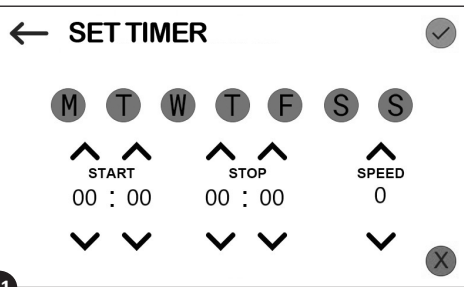 SET TIMER
M T W T F S S
START STOP SPEED
00 : 00 00 : 00 0
X
1